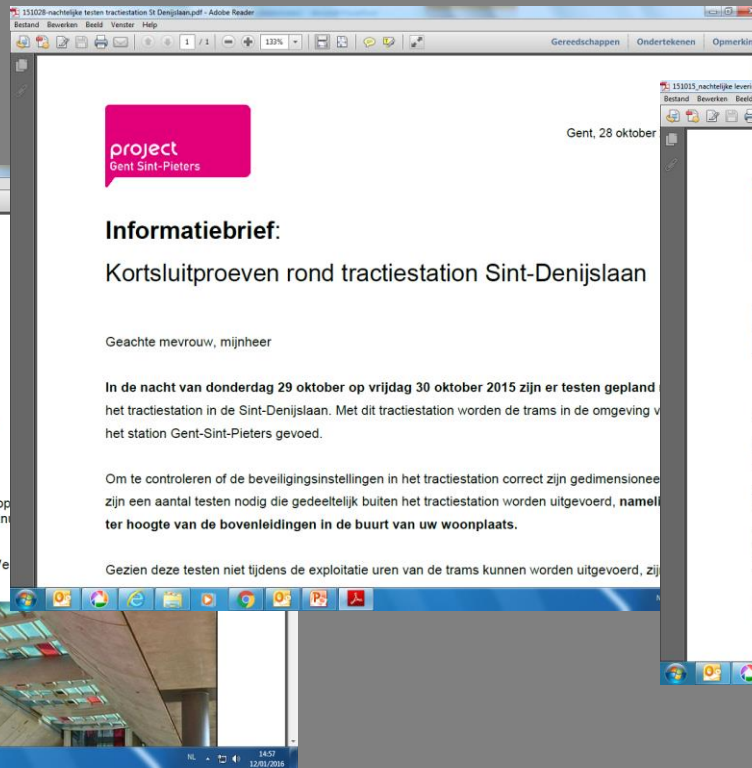 151028-nachtelijke testen tractiestation St Denijslaan.pdf - Adobe Reader
Bestand Bewerken Beeld Venster Help
1 / 1 133% Gereedschappen Ondertekenen
project
Gent Sint-Pieters
Gent, 28 oktober
Informatiebrief:
Kortsluitproeven rond tractiestation Sint-Denijslaan
Geachte mevrouw, mijnheer
In de nacht van donderdag 29 oktober op vrijdag 30 oktober 2015 zijn er testen gepland
het tractiestation in de Sint-Denijslaan. Met dit tractiestation worden de trams in de omgeving v
het station Gent-Sint-Pieters gevoed.
Om te controleren of de beveiligingsinstellingen in het tractiestation correct zijn gedimensionee
zijn een aantal testen nodig die gedeeltelijk buiten het tractiestation worden uitgevoerd, nameli
ter hoogte van de bovenleidingen in de buurt van uw woonplaats.
Gezien deze testen niet tijdens de exploitatie uren van de trams kunnen worden uitgevoerd, zij
151015_nachtelijke leveri
Bestand Bewerken Beeld
op
NL
14:57
12/01/2016